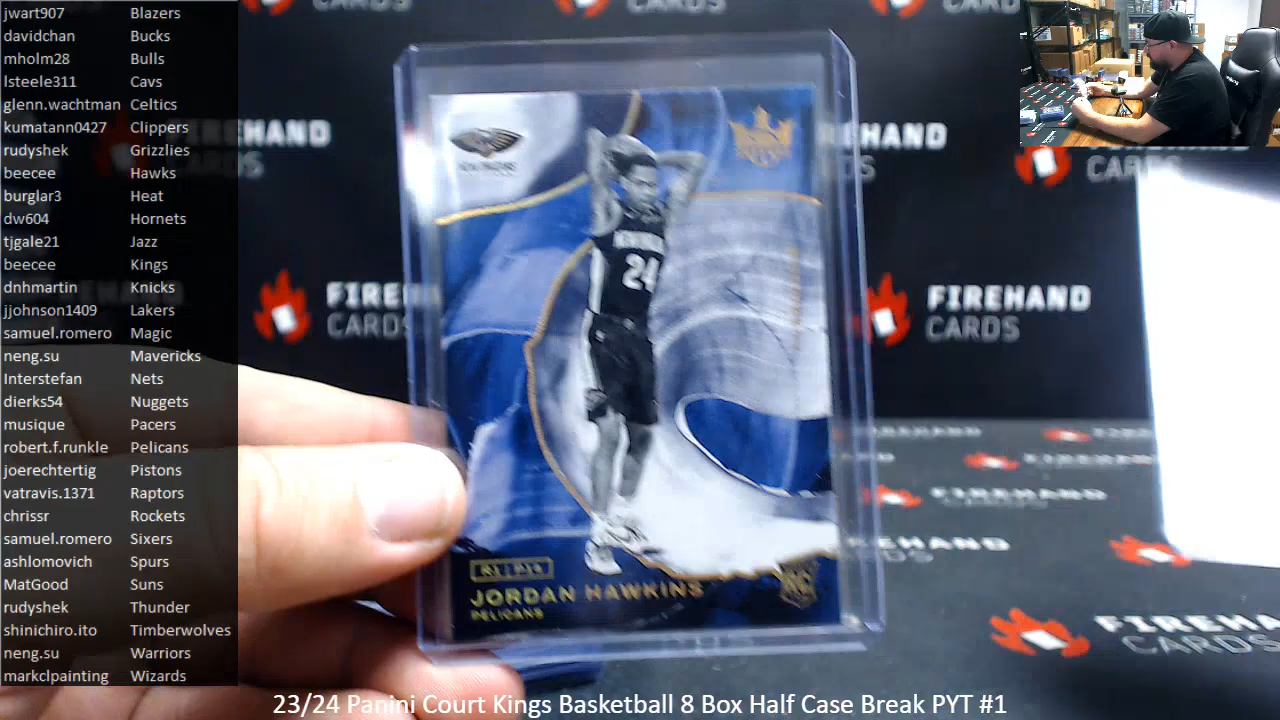 jwart907 Blazers
davidchan Bucks
mholm28 Bulls
lsteele311 Cavs
glenn.wachtman Celtics
kumatann0427 Clippers
rudyshek Grizzlies
beecee Hawks
burglar3 Heat
dw604 Hornets
tjgale21 Jazz
beecee Kings
dnhmartin Knicks
jjohnson1409 Lakers
samuel.romero Magic
neng.su Mavericks
Interstefan Nets
dierks54 Nuggets
musique Pacers
robert.f.runkle Pelicans
joerechtertig Pistons
vatravis.1371 Raptors
chrissr Rockets
samuel.romero Sixers
ashlomovich Spurs
MatGood Suns
rudyshek Thunder
shinichiro.ito Timberwolves
neng.su Warriors
markclpainting Wizards
CARDS
CARDS
FIREHAND
CARDS
FIREHAND
CARDS
24
JORDAN HAWKINS
PELICANS
RC
23/24 Panini Court Kings Basketball 8 Box Half Case Break PYT #1